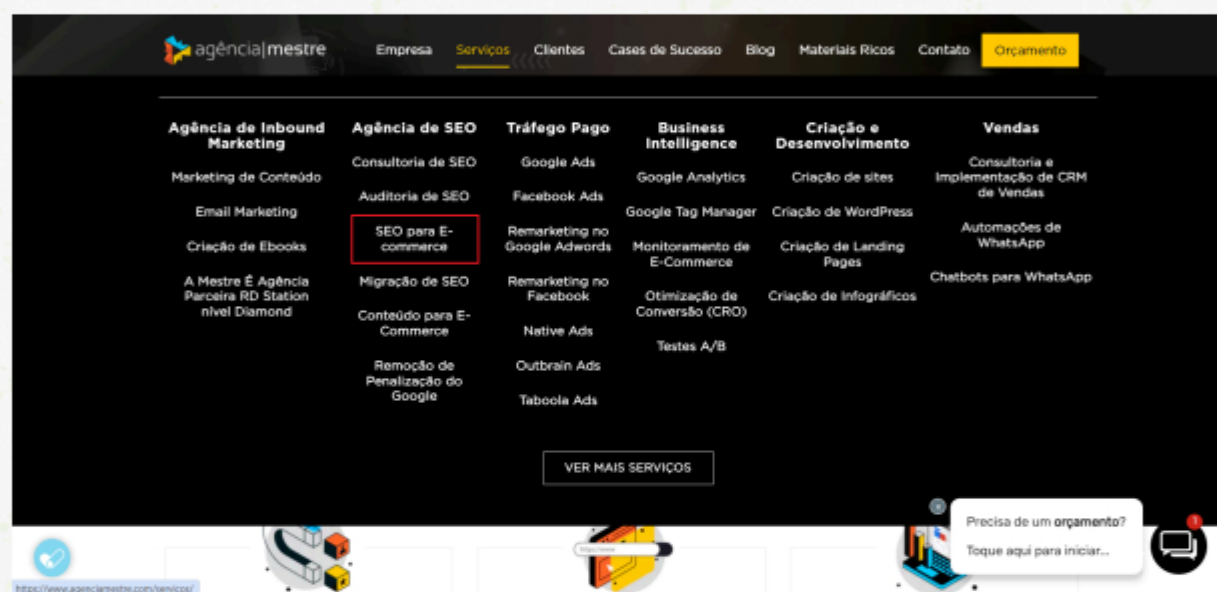 agência|mestre
Empresa
Serviços
Clientes
Cases de Sucesso
Blog
Materiais Ricos
Contato
Orçamento
Agência de Inbound
Marketing
Marketing de Conteúdo
Email Marketing
Criação de Ebooks
A Mestre É Agência
Parceira RD Station
nível Diamond
Agência de SEO
Consultoria de SEO
Auditoria de SEO
SEO para E-
commerce
Migração de SEO
Conteúdo para E-
Commerce
Remoção de
Penalização do
Google
Tráfego Pago
Google Ads
Facebook Ads
Remarketing no
Google Adwords
Remarketing no
Facebook
Native Ads
Outbrain Ads
Taboola Ads
Business
Intelligence
Google Analytics
Google Tag Manager
Monitoramento de
E-Commerce
Otimização de
Conversão (CRO)
Testes A/B
Criação e
Desenvolvimento
Criação de sites
Criação de WordPress
Criação de Landing
Pages
Criação de Infográficos
Vendas
Consultoria e
Implementação de CRM
de Vendas
Automações de
WhatsApp
Chatbots para WhatsApp
VER MAIS SERVIÇOS
Precisa de um orçamento?
Toque aqui para iniciar...
1
https://www.agenciamestre.com/servicos/